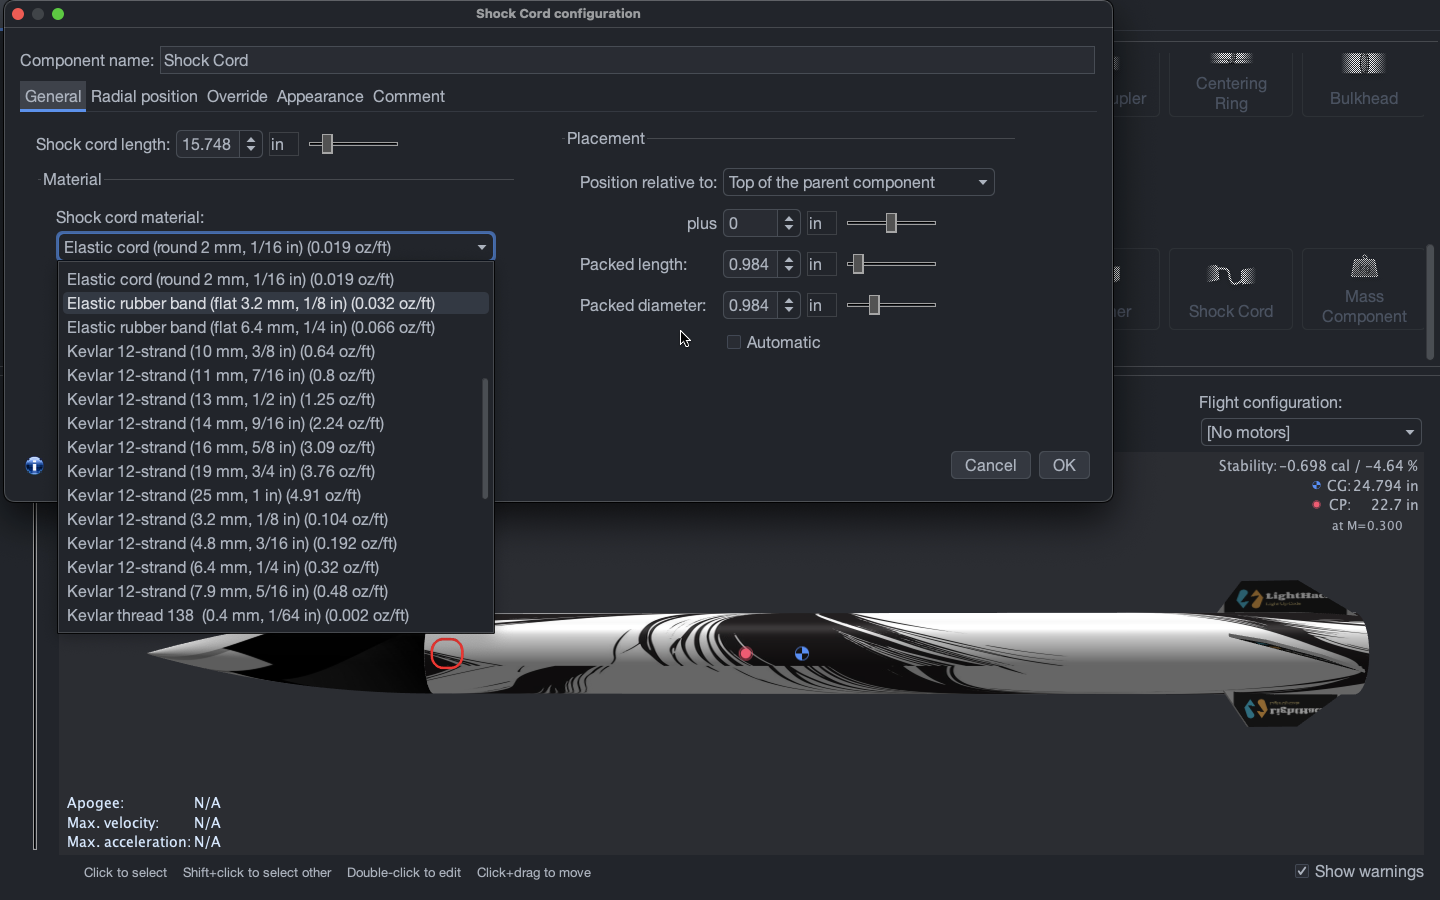 Shock Cord configuration
Component name: Shock Cord
General Radial position Override Appearance Comment
Shock cord length: 15.748 in
Material
Shock cord material:
Elastic cord (round 2 mm, 1/16 in) (0.019 oz/ft)
Elastic cord (round 2 mm, 1/16 in) (0.019 oz/ft)
Elastic rubber band (flat 3.2 mm, 1/8 in) (0.032 oz/ft)
Elastic rubber band (flat 6.4 mm, 1/4 in) (0.066 oz/ft)
Kevlar 12-strand (10 mm, 3/8 in) (0.64 oz/ft)
Kevlar 12-strand (11 mm, 7/16 in) (0.8 oz/ft)
Kevlar 12-strand (13 mm, 1/2 in) (1.25 oz/ft)
Kevlar 12-strand (14 mm, 9/16 in) (2.24 oz/ft)
Kevlar 12-strand (16 mm, 5/8 in) (3.09 oz/ft)
Kevlar 12-strand (19 mm, 3/4 in) (3.76 oz/ft)
Kevlar 12-strand (25 mm, 1 in) (4.91 oz/ft)
Kevlar 12-strand (3.2 mm, 1/8 in) (0.104 oz/ft)
Kevlar 12-strand (4.8 mm, 3/16 in) (0.192 oz/ft)
Kevlar 12-strand (6.4 mm, 1/4 in) (0.32 oz/ft)
Kevlar 12-strand (7.9 mm, 5/16 in) (0.48 oz/ft)
Kevlar thread 138 (0.4 mm, 1/64 in) (0.002 oz/ft)
Placement
Position relative to: Top of the parent component
plus 0 in
Packed length: 0.984 in
Packed diameter: 0.984 in
Automatic
Cancel OK
upler
Centering
Ring
Bulkhead
ner
Shock Cord
Mass
Component
Flight configuration:
[No motors]
Stability: -0.698 cal / -4.64 %
CG: 24.794 in
CP: 22.7 in
at M=0.300
LightHa
Apogee: N/A
Max. velocity: N/A
Max. acceleration: N/A
Click to select Shift+click to select other Double-click to edit Click+drag to move
Show warnings